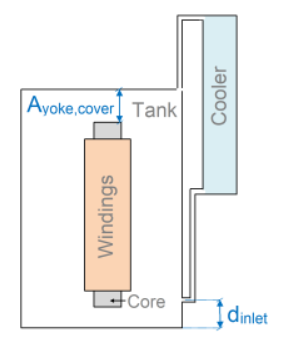 Cooler
Ayoke,cover
Tank
Windings
Core
dinlet